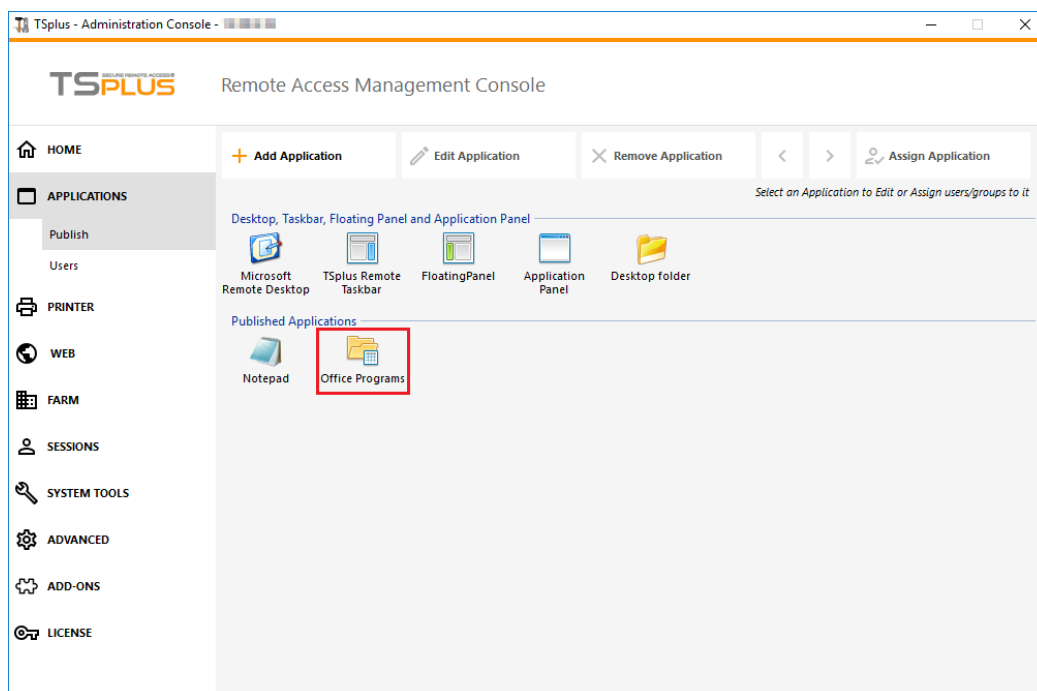 TSplus - Administration Console -
TSPLUS SECURE REMOTE ACCESS®
Remote Access Management Console
HOME
APPLICATIONS
Publish
Users
PRINTER
WEB
FARM
SESSIONS
SYSTEM TOOLS
ADVANCED
ADD-ONS
LICENSE
Add Application
Edit Application
Remove Application
Assign Application
Select an Application to Edit or Assign users/groups to it
Desktop, Taskbar, Floating Panel and Application Panel
Microsoft
Remote Desktop
TSplus Remote
Taskbar
FloatingPanel
Application
Panel
Desktop folder
Published Applications
Notepad
Office Programs